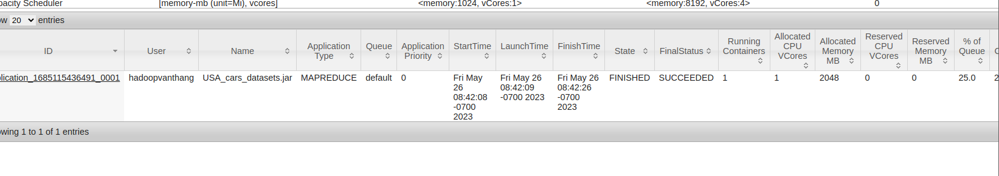 pacity Scheduler [memory-mb (unit=Mi), vcores] <memory:1024, vCores:1> <memory:8192, vCores:4> 0
ow 20 entries
ID User Name Application Type Queue Application Priority StartTime LaunchTime FinishTime State FinalStatus Running Containers Allocated CPU VCores Allocated Memory MB Reserved CPU VCores Reserved Memory MB % of Queue
lication_1685115436491_0001 hadoopvanthang USA_cars_datasets.jar MAPREDUCE default 0 Fri May 26 08:42:08 -0700 2023 Fri May 26 08:42:09 -0700 2023 Fri May 26 08:42:26 -0700 2023 FINISHED SUCCEEDED 1 1 2048 0 0 25.0 2
owing 1 to 1 of 1 entries